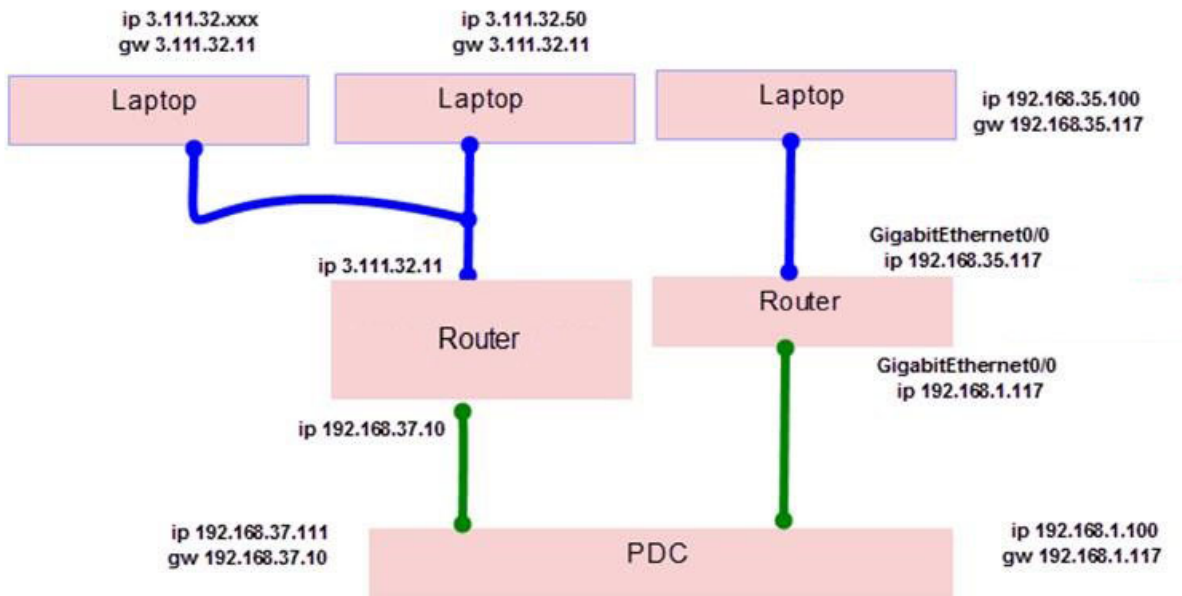 ip 3.111.32.xxx
gw 3.111.32.11
ip 3.111.32.50
gw 3.111.32.11
Laptop
Laptop
Laptop
ip 192.168.35.100
gw 192.168.35.117
ip 3.111.32.11
GigabitEthernet0/0
ip 192.168.35.117
Router
Router
GigabitEthernet0/0
ip 192.168.1.117
ip 192.168.37.10
ip 192.168.37.111
gw 192.168.37.10
PDC
ip 192.168.1.100
gw 192.168.1.117